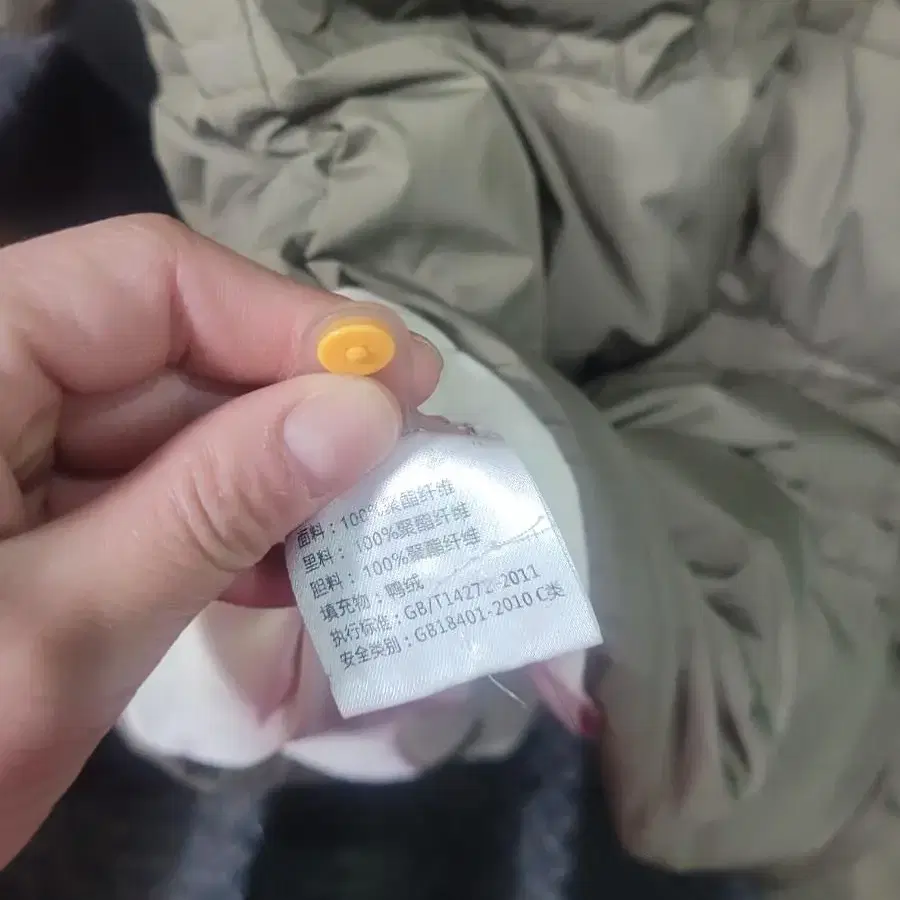 面料：100%聚酯纤维
里料：100%聚酯纤维
胆料：100%聚酯纤维
填充物：鸭绒
执行标准：GB/T14272-2011
安全类别：GB18401-2010 C类